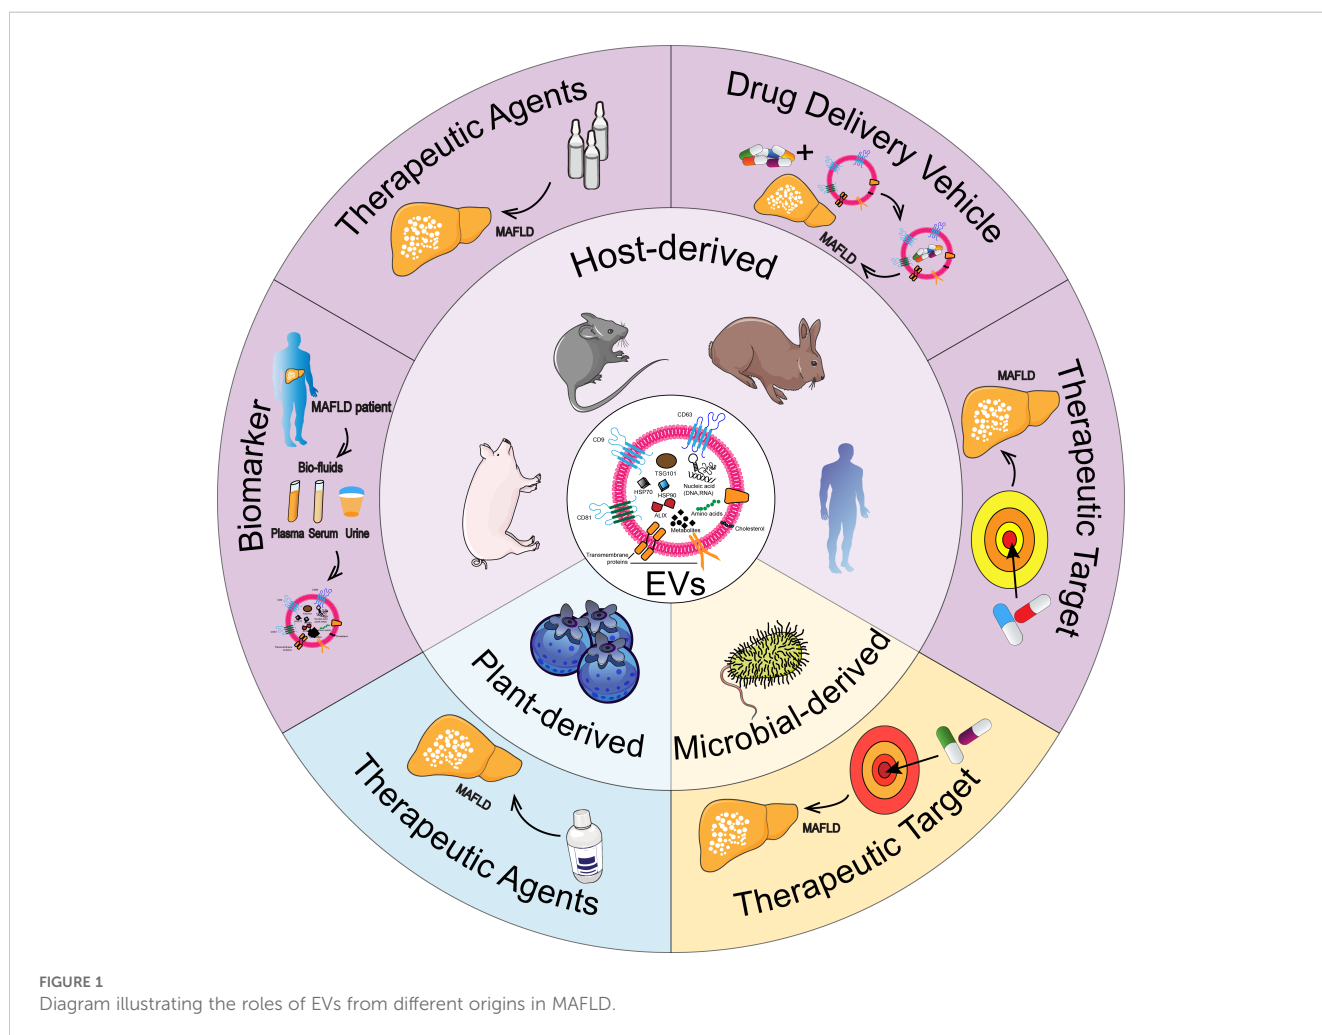 Therapeutic Agents
MAFLD
Drug Delivery Vehicle
+
MAFLD
Host-derived
Biomarker
MAFLD patient
Bio-fluids
Plasma Serum Urine
MAFLD
Therapeutic Target
CD63
CD9
TSG101
Nucleic acid
(DNA,RNA)
HSP70
HSP90
ALIX
Amino acids
CD81
Metabolites
Cholesterol
Transmembrane
proteins
EVs
Plant-derived
Microbial-derived
MAFLD
Therapeutic Agents
MAFLD
Therapeutic Target
FIGURE 1
Diagram illustrating the roles of EVs from different origins in MAFLD.